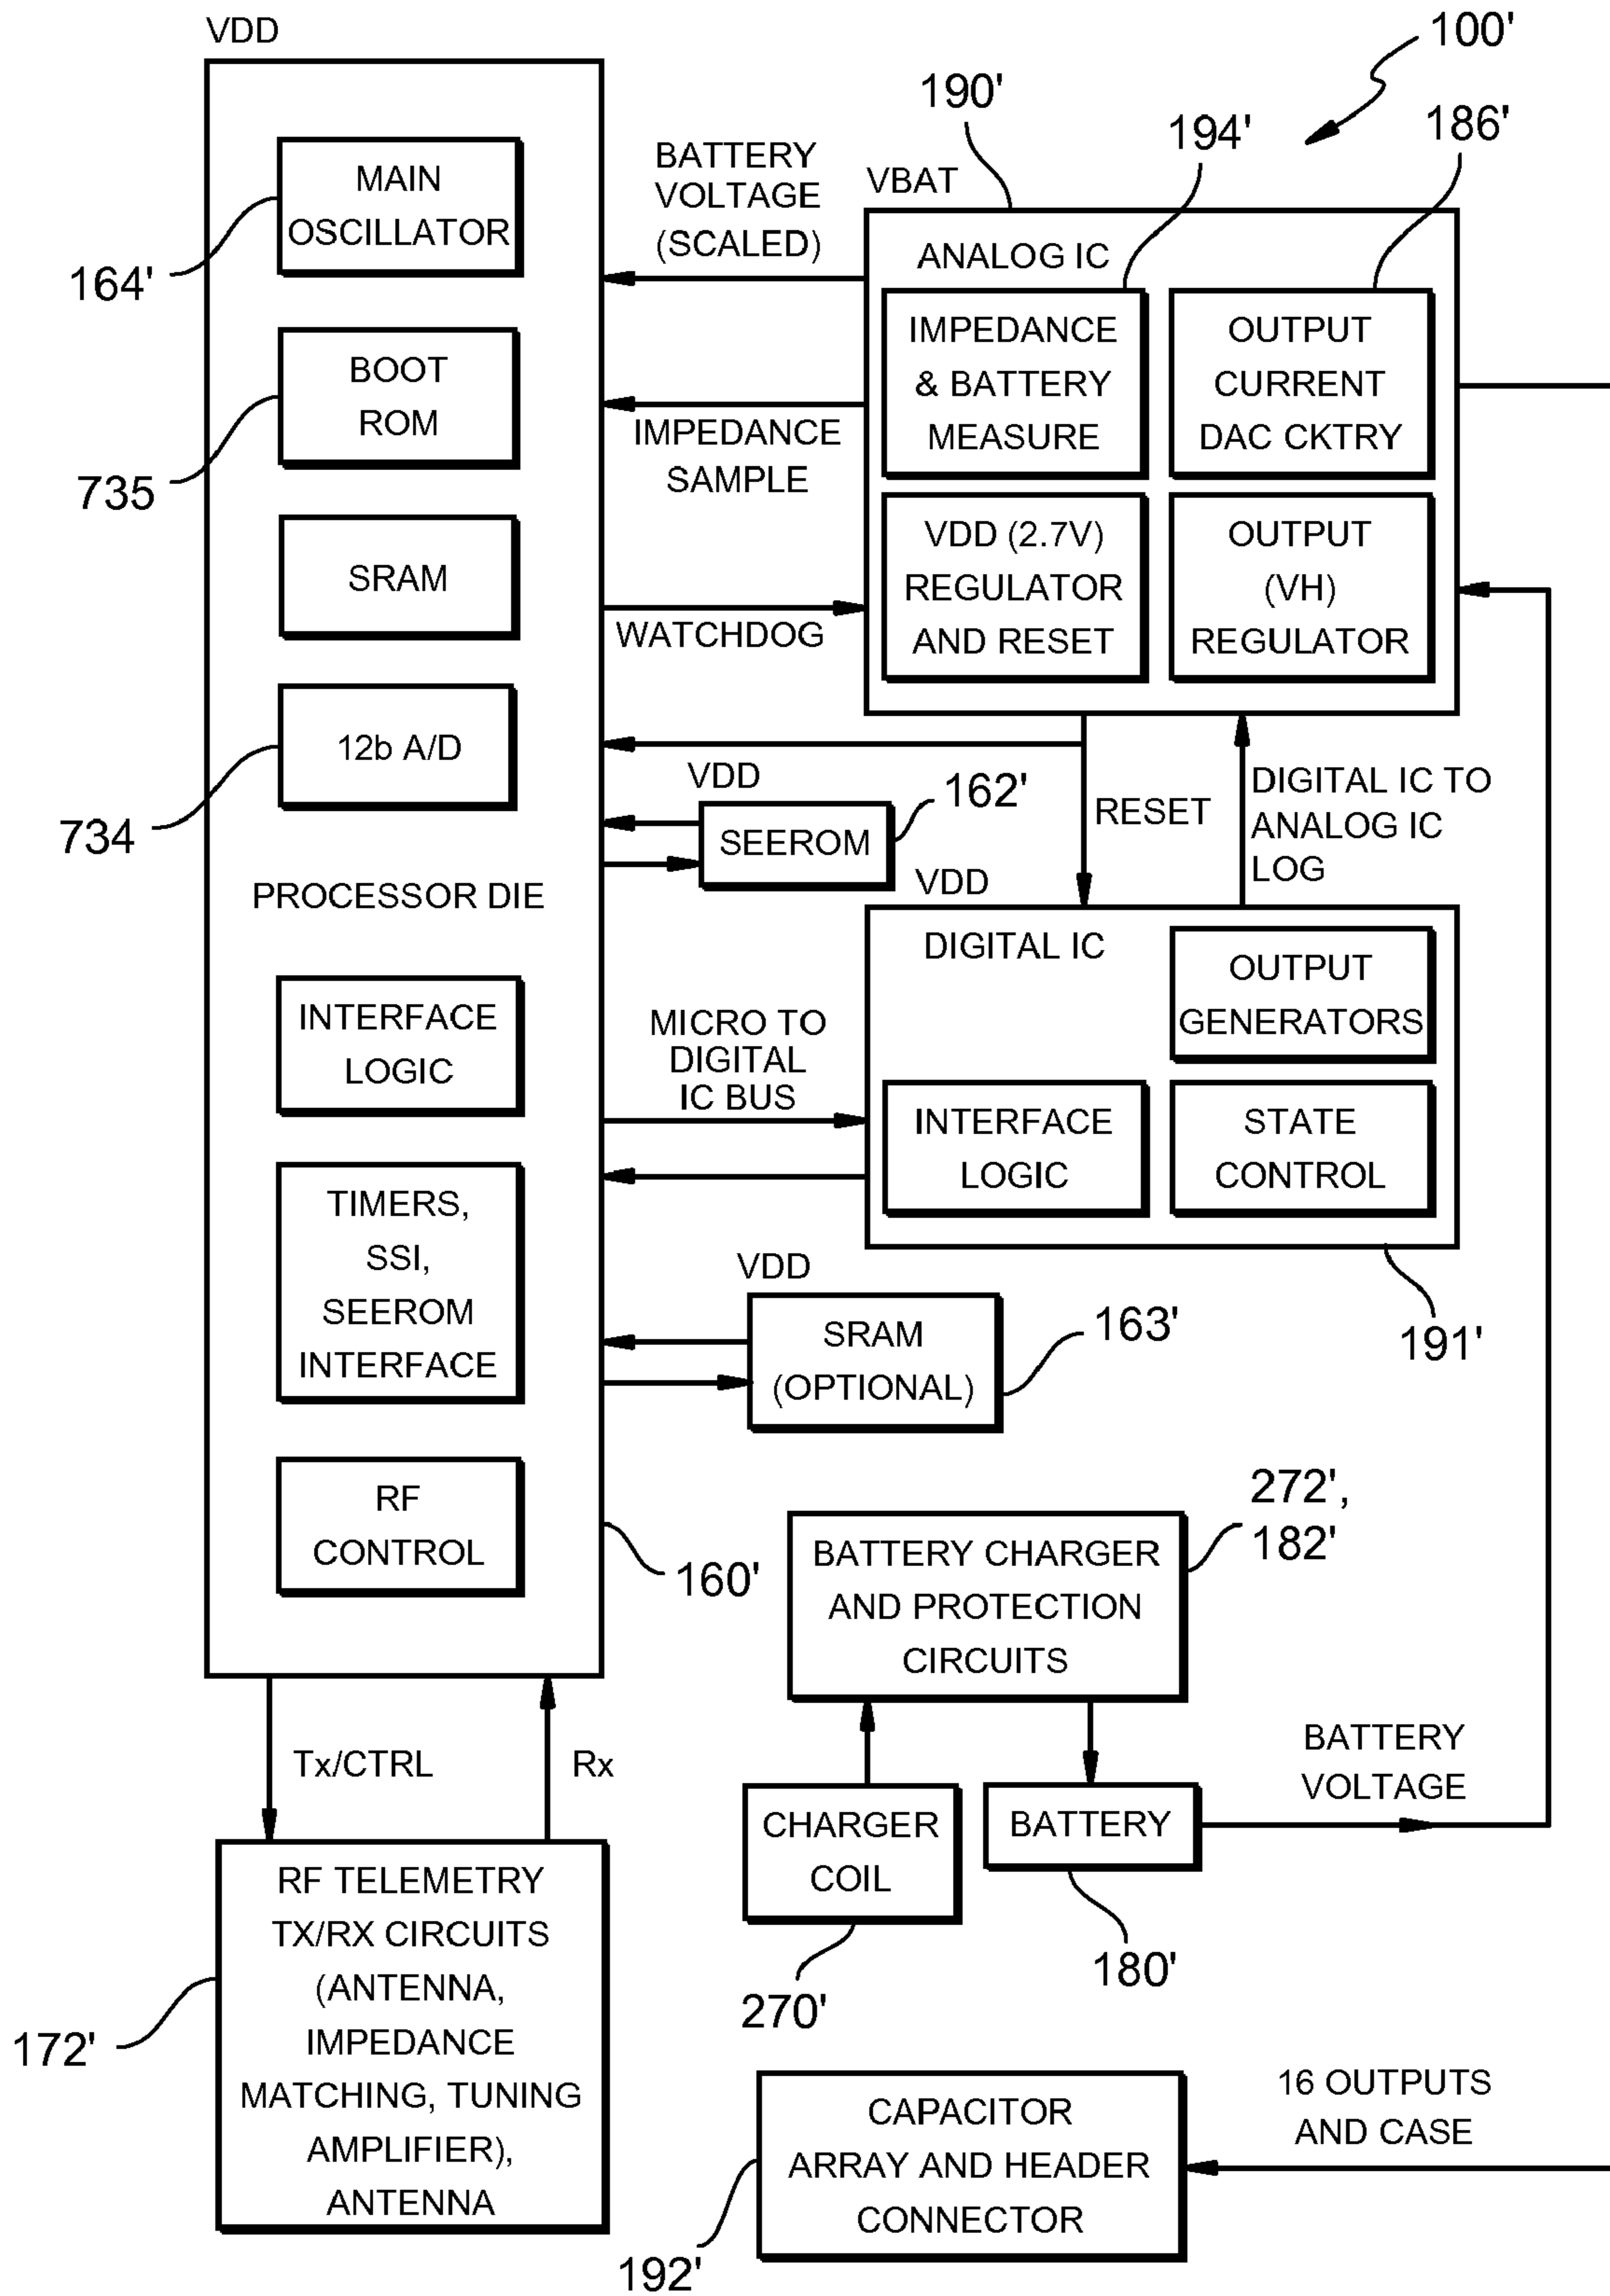 VDD
100'
190'
194'
186'
BATTERY
VOLTAGE
(SCALED)
VBAT
MAIN
OSCILLATOR
164'
ANALOG IC
IMPEDANCE
& BATTERY
MEASURE
OUTPUT
CURRENT
DAC CKTRY
BOOT
ROM
735
IMPEDANCE
SAMPLE
VDD (2.7V)
REGULATOR
AND RESET
OUTPUT
(VH)
REGULATOR
SRAM
WATCHDOG
12b A/D
734
VDD
SEEROM
162'
RESET
DIGITAL IC TO
ANALOG IC
LOG
PROCESSOR DIE
VDD
DIGITAL IC
OUTPUT
GENERATORS
INTERFACE
LOGIC
MICRO TO
DIGITAL
IC BUS
INTERFACE
LOGIC
STATE
CONTROL
191'
TIMERS,
SSI,
SEEROM
INTERFACE
VDD
SRAM
(OPTIONAL)
163'
RF
CONTROL
160'
272',
182'
BATTERY CHARGER
AND PROTECTION
CIRCUITS
Tx/CTRL
Rx
CHARGER
COIL
270'
BATTERY
180'
BATTERY
VOLTAGE
RF TELEMETRY
TX/RX CIRCUITS
(ANTENNA,
IMPEDANCE
MATCHING, TUNING
AMPLIFIER),
ANTENNA
172'
CAPACITOR
ARRAY AND HEADER
CONNECTOR
192'
16 OUTPUTS
AND CASE